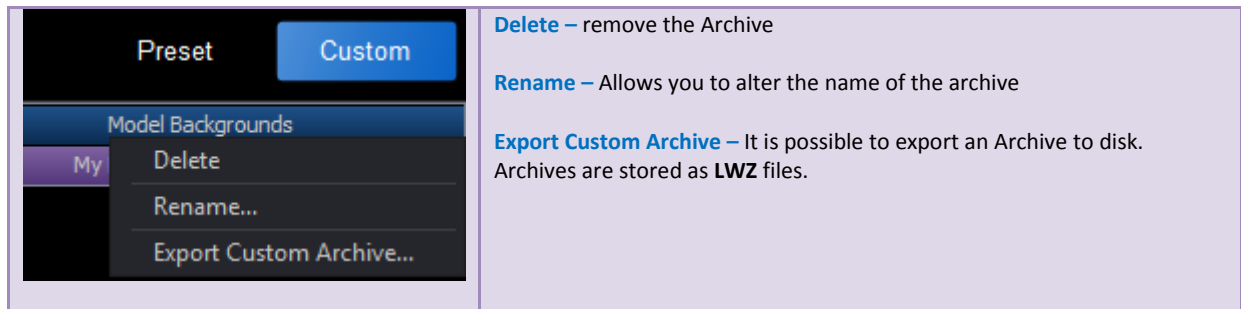 Preset Custom
Model Backgrounds
My
Delete
Rename...
Export Custom Archive...
Delete – remove the Archive
Rename – Allows you to alter the name of the archive
Export Custom Archive – It is possible to export an Archive to disk.
Archives are stored as LWZ files.